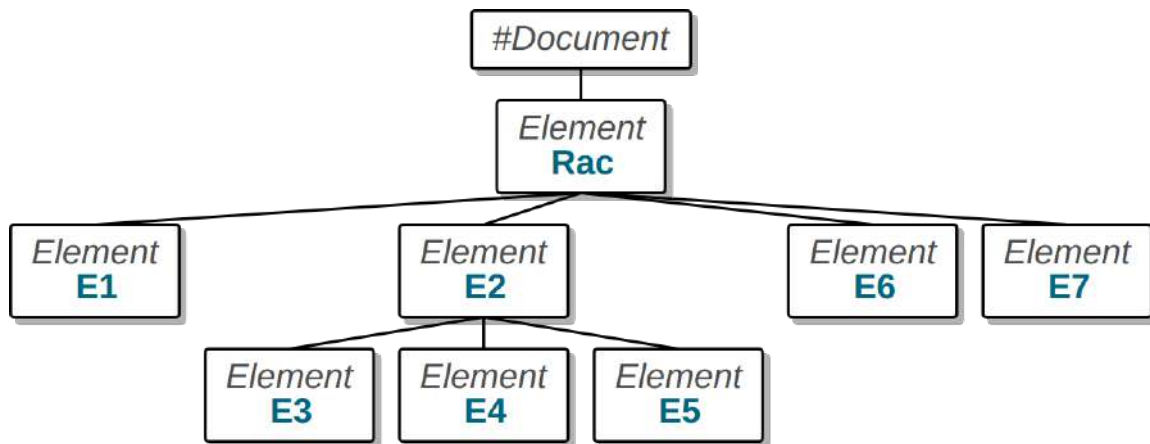 #Document
Element
Rac
Element
E1
Element
E2
Element
E6
Element
E7
Element
E3
Element
E4
Element
E5